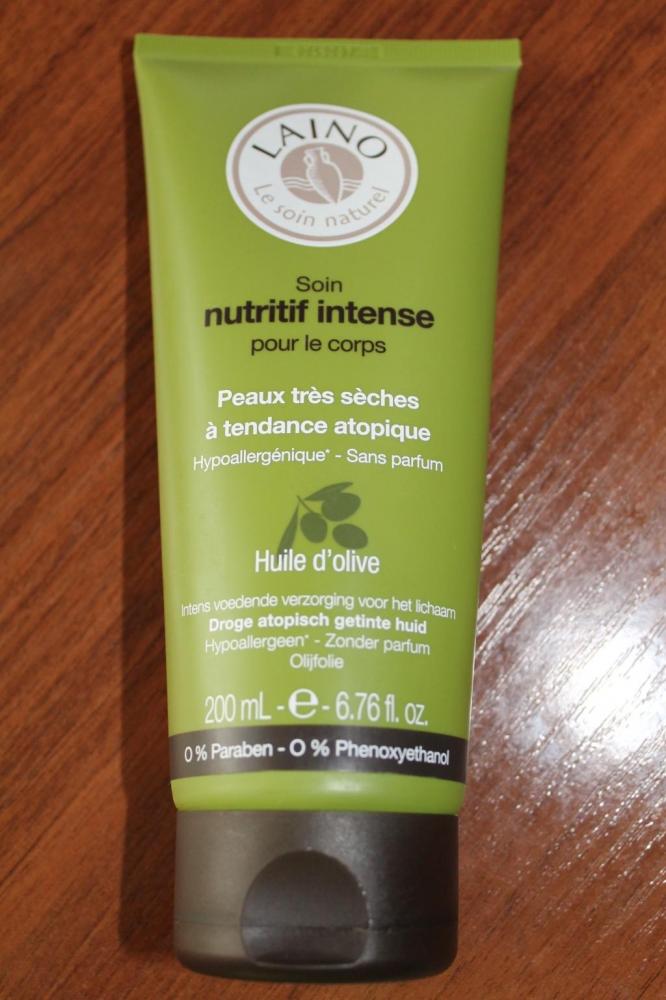 LAINO
Le soin naturel
Soin
nutritif intense
pour le corps
Peaux très sèches
à tendance atopique
Hypoallergénique* - Sans parfum
Huile d'olive
Intens voedende verzorging voor het lichaam
Droge atopisch getinte huid
Hypoallergeen* - Zonder parfum
Olijfolie
200 mL - e - 6.76 fl. oz.
0 % Paraben - 0 % Phenoxyethanol